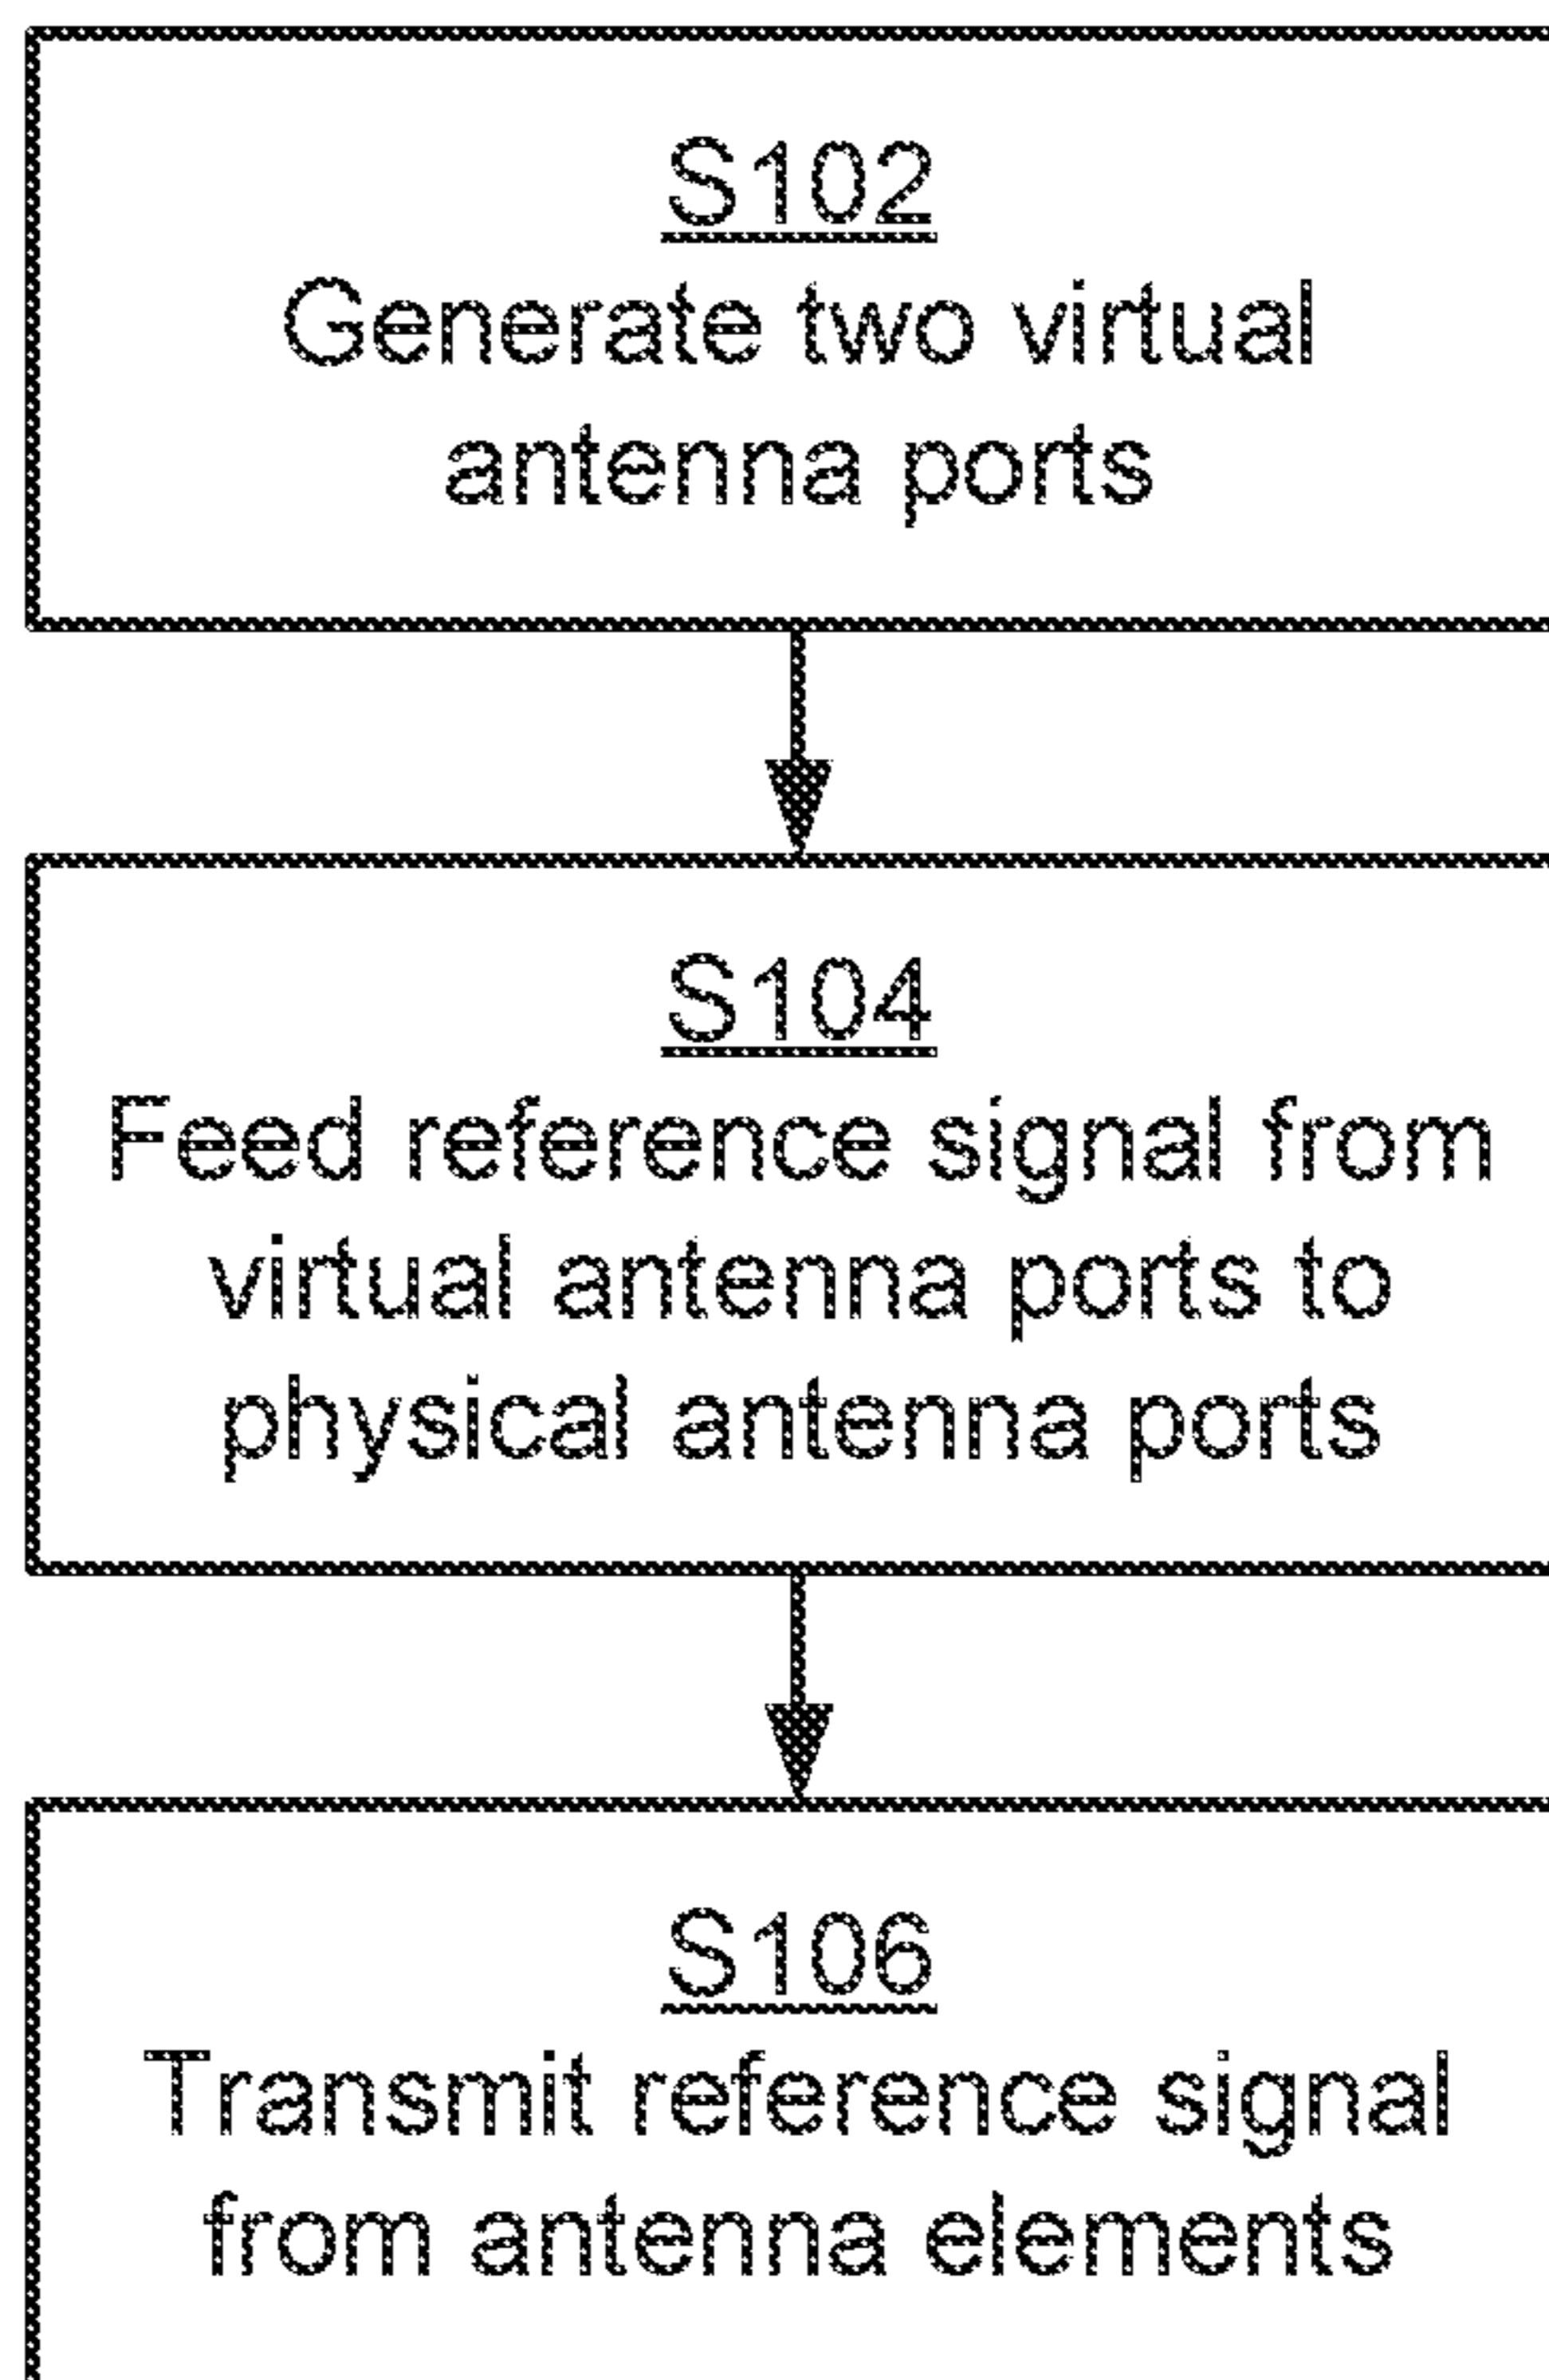 S102
Generate two virtual
antenna ports
S104
Feed reference signal from
virtual antenna ports to
physical antenna ports
S106
Transmit reference signal
from antenna elements